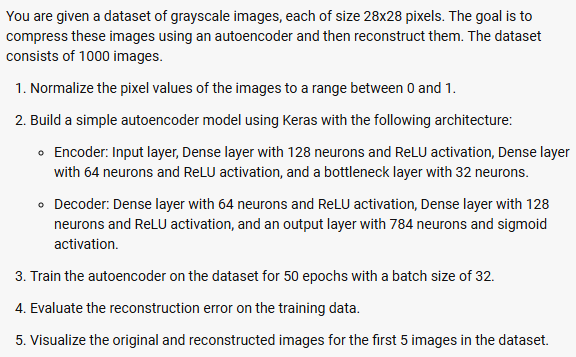 You are given a dataset of grayscale images, each of size 28x28 pixels. The goal is to
compress these images using an autoencoder and then reconstruct them. The dataset
consists of 1000 images.
1. Normalize the pixel values of the images to a range between 0 and 1.
2. Build a simple autoencoder model using Keras with the following architecture:
○ Encoder: Input layer, Dense layer with 128 neurons and ReLU activation, Dense layer
with 64 neurons and ReLU activation, and a bottleneck layer with 32 neurons.
○ Decoder: Dense layer with 64 neurons and ReLU activation, Dense layer with 128
neurons and ReLU activation, and an output layer with 784 neurons and sigmoid
activation.
3. Train the autoencoder on the dataset for 50 epochs with a batch size of 32.
4. Evaluate the reconstruction error on the training data.
5. Visualize the original and reconstructed images for the first 5 images in the dataset.